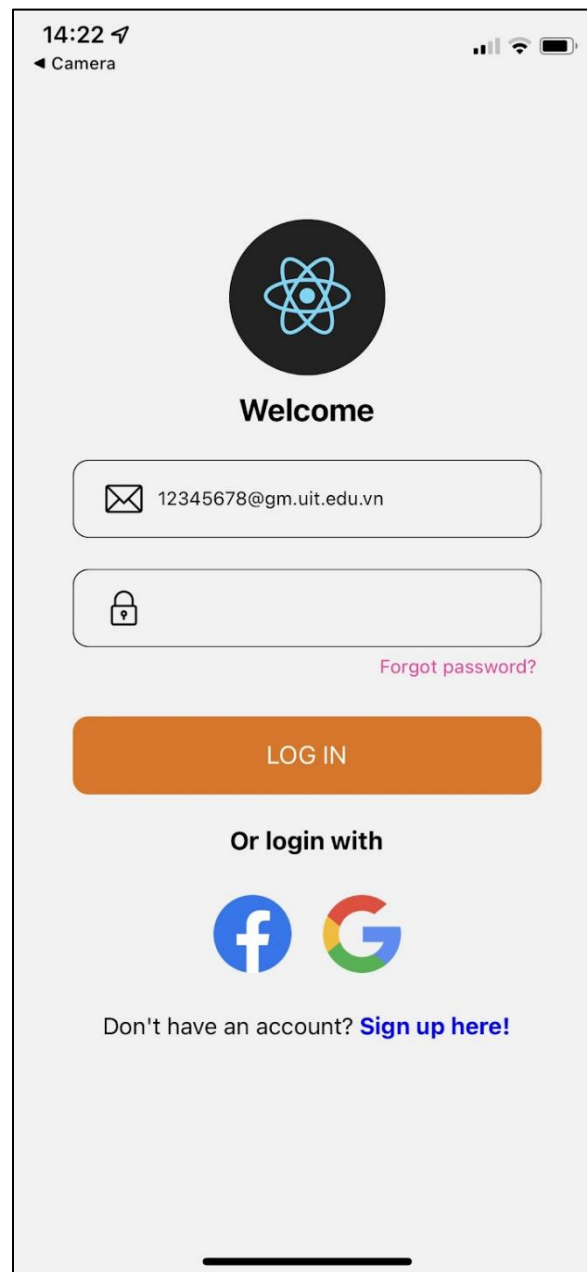 14:22
◀ Camera
Welcome
12345678@gm.uit.edu.vn
Forgot password?
LOG IN
Or login with
Don't have an account? Sign up here!